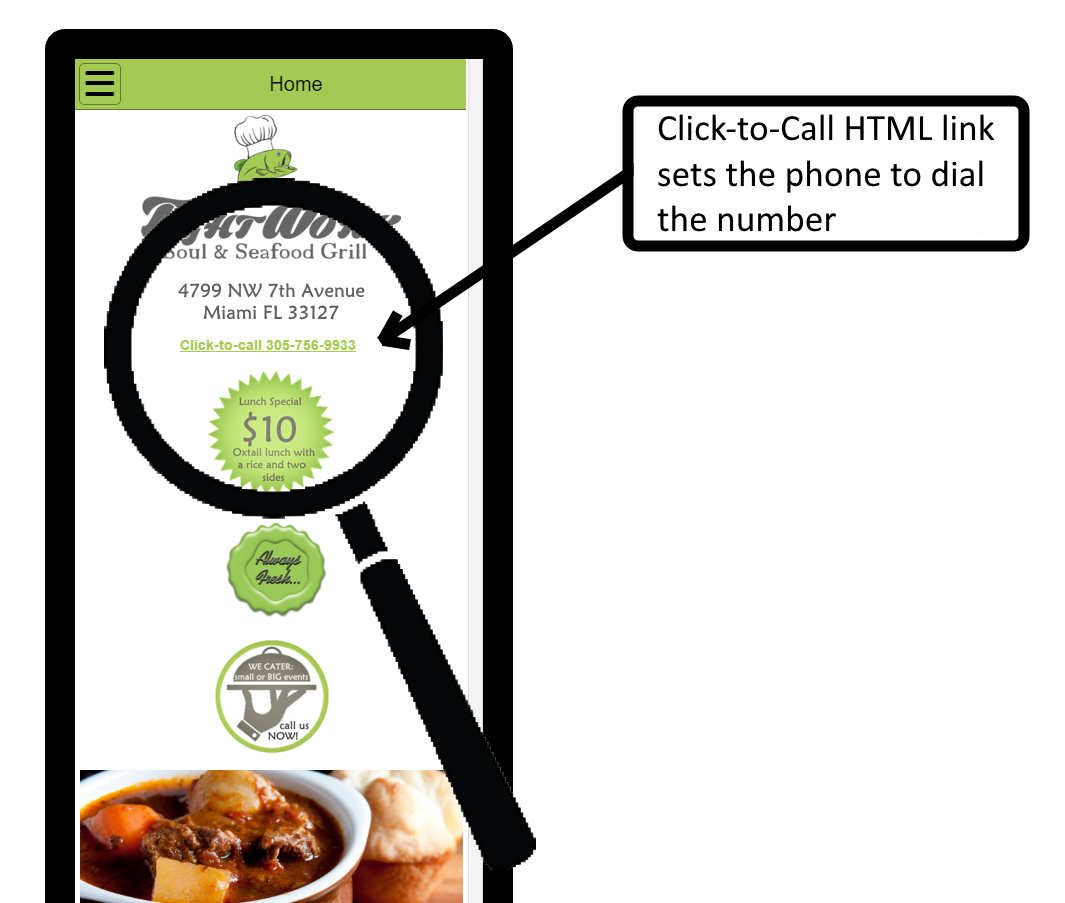 Home
Soul & Seafood Grill
4799 NW 7th Avenue
Miami FL 33127
Click-to-call 305-756-9933
Lunch Special
$10
Oxtail lunch with
a rice and two
sides
Always
Fresh...
WE CATER:
small or BIG events
call us
NOW!
Click-to-Call HTML link
sets the phone to dial
the number